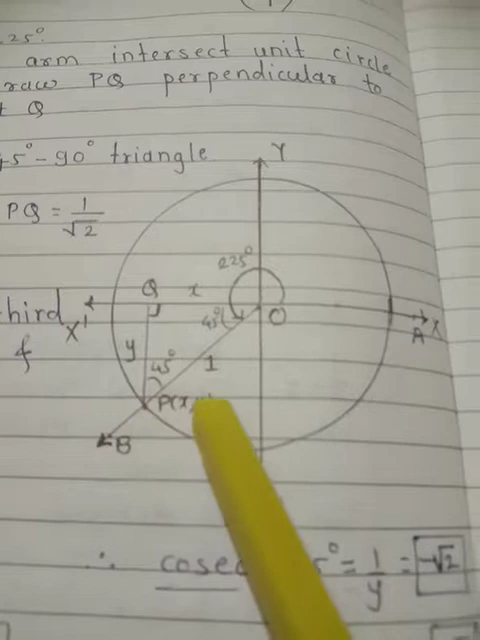 25°
arm intersect unit circle
raw PQ perpendicular to
Q
45° - 90° triangle
PQ = 1/√2
hird
Y
225°
Q x
45° O
X' A X
y 45° 1
P(x,
B
∴ cosec 5° = 1/y = -√2